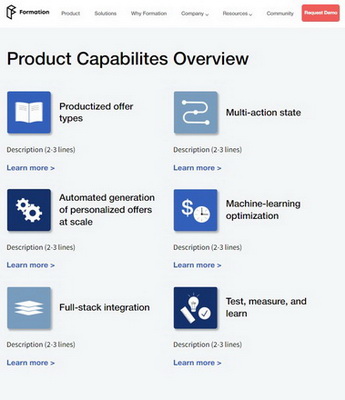 Formation Product Solutions Why Formation Company Resources Community Request Demo
Product Capabilites Overview
Productized offer
types
Description (2-3 lines)
Learn more >
Multi-action state
Description (2-3 lines)
Learn more >
Automated generation
of personalized offers
at scale
Description (2-3 lines)
Learn more >
Machine-learning
optimization
Description (2-3 lines)
Learn more >
Full-stack integration
Description (2-3 lines)
Learn more >
Test, measure, and
learn
Description (2-3 lines)
Learn more >